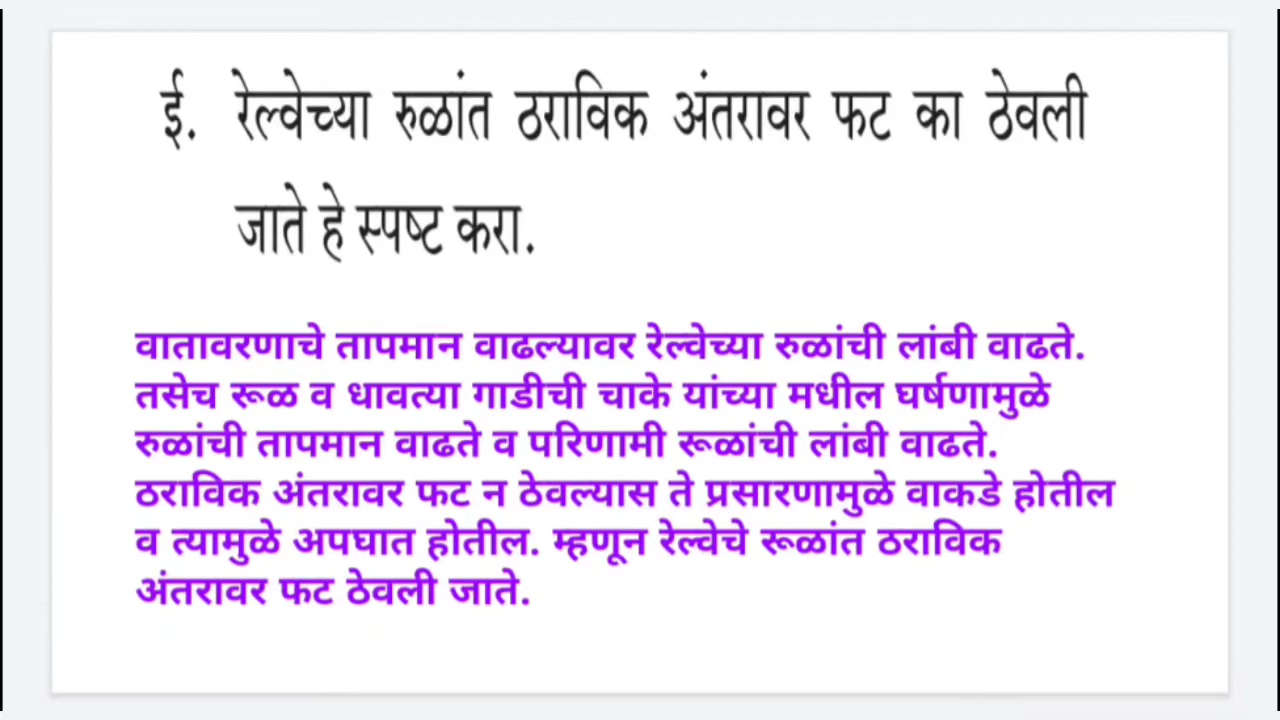 ई. रेल्वेच्या रुळांत ठराविक अंतरावर फट का ठेवली
जाते हे स्पष्ट करा.
वातावरणाचे तापमान वाढल्यावर रेल्वेच्या रुळांची लांबी वाढते.
तसेच रूळ व धावत्या गाडीची चाके यांच्या मधील घर्षणामुळे
रुळांची तापमान वाढते व परिणामी रूळांची लांबी वाढते.
ठराविक अंतरावर फट न ठेवल्यास ते प्रसारणामुळे वाकडे होतील
व त्यामुळे अपघात होतील. म्हणून रेल्वेचे रूळांत ठराविक
अंतरावर फट ठेवली जाते.